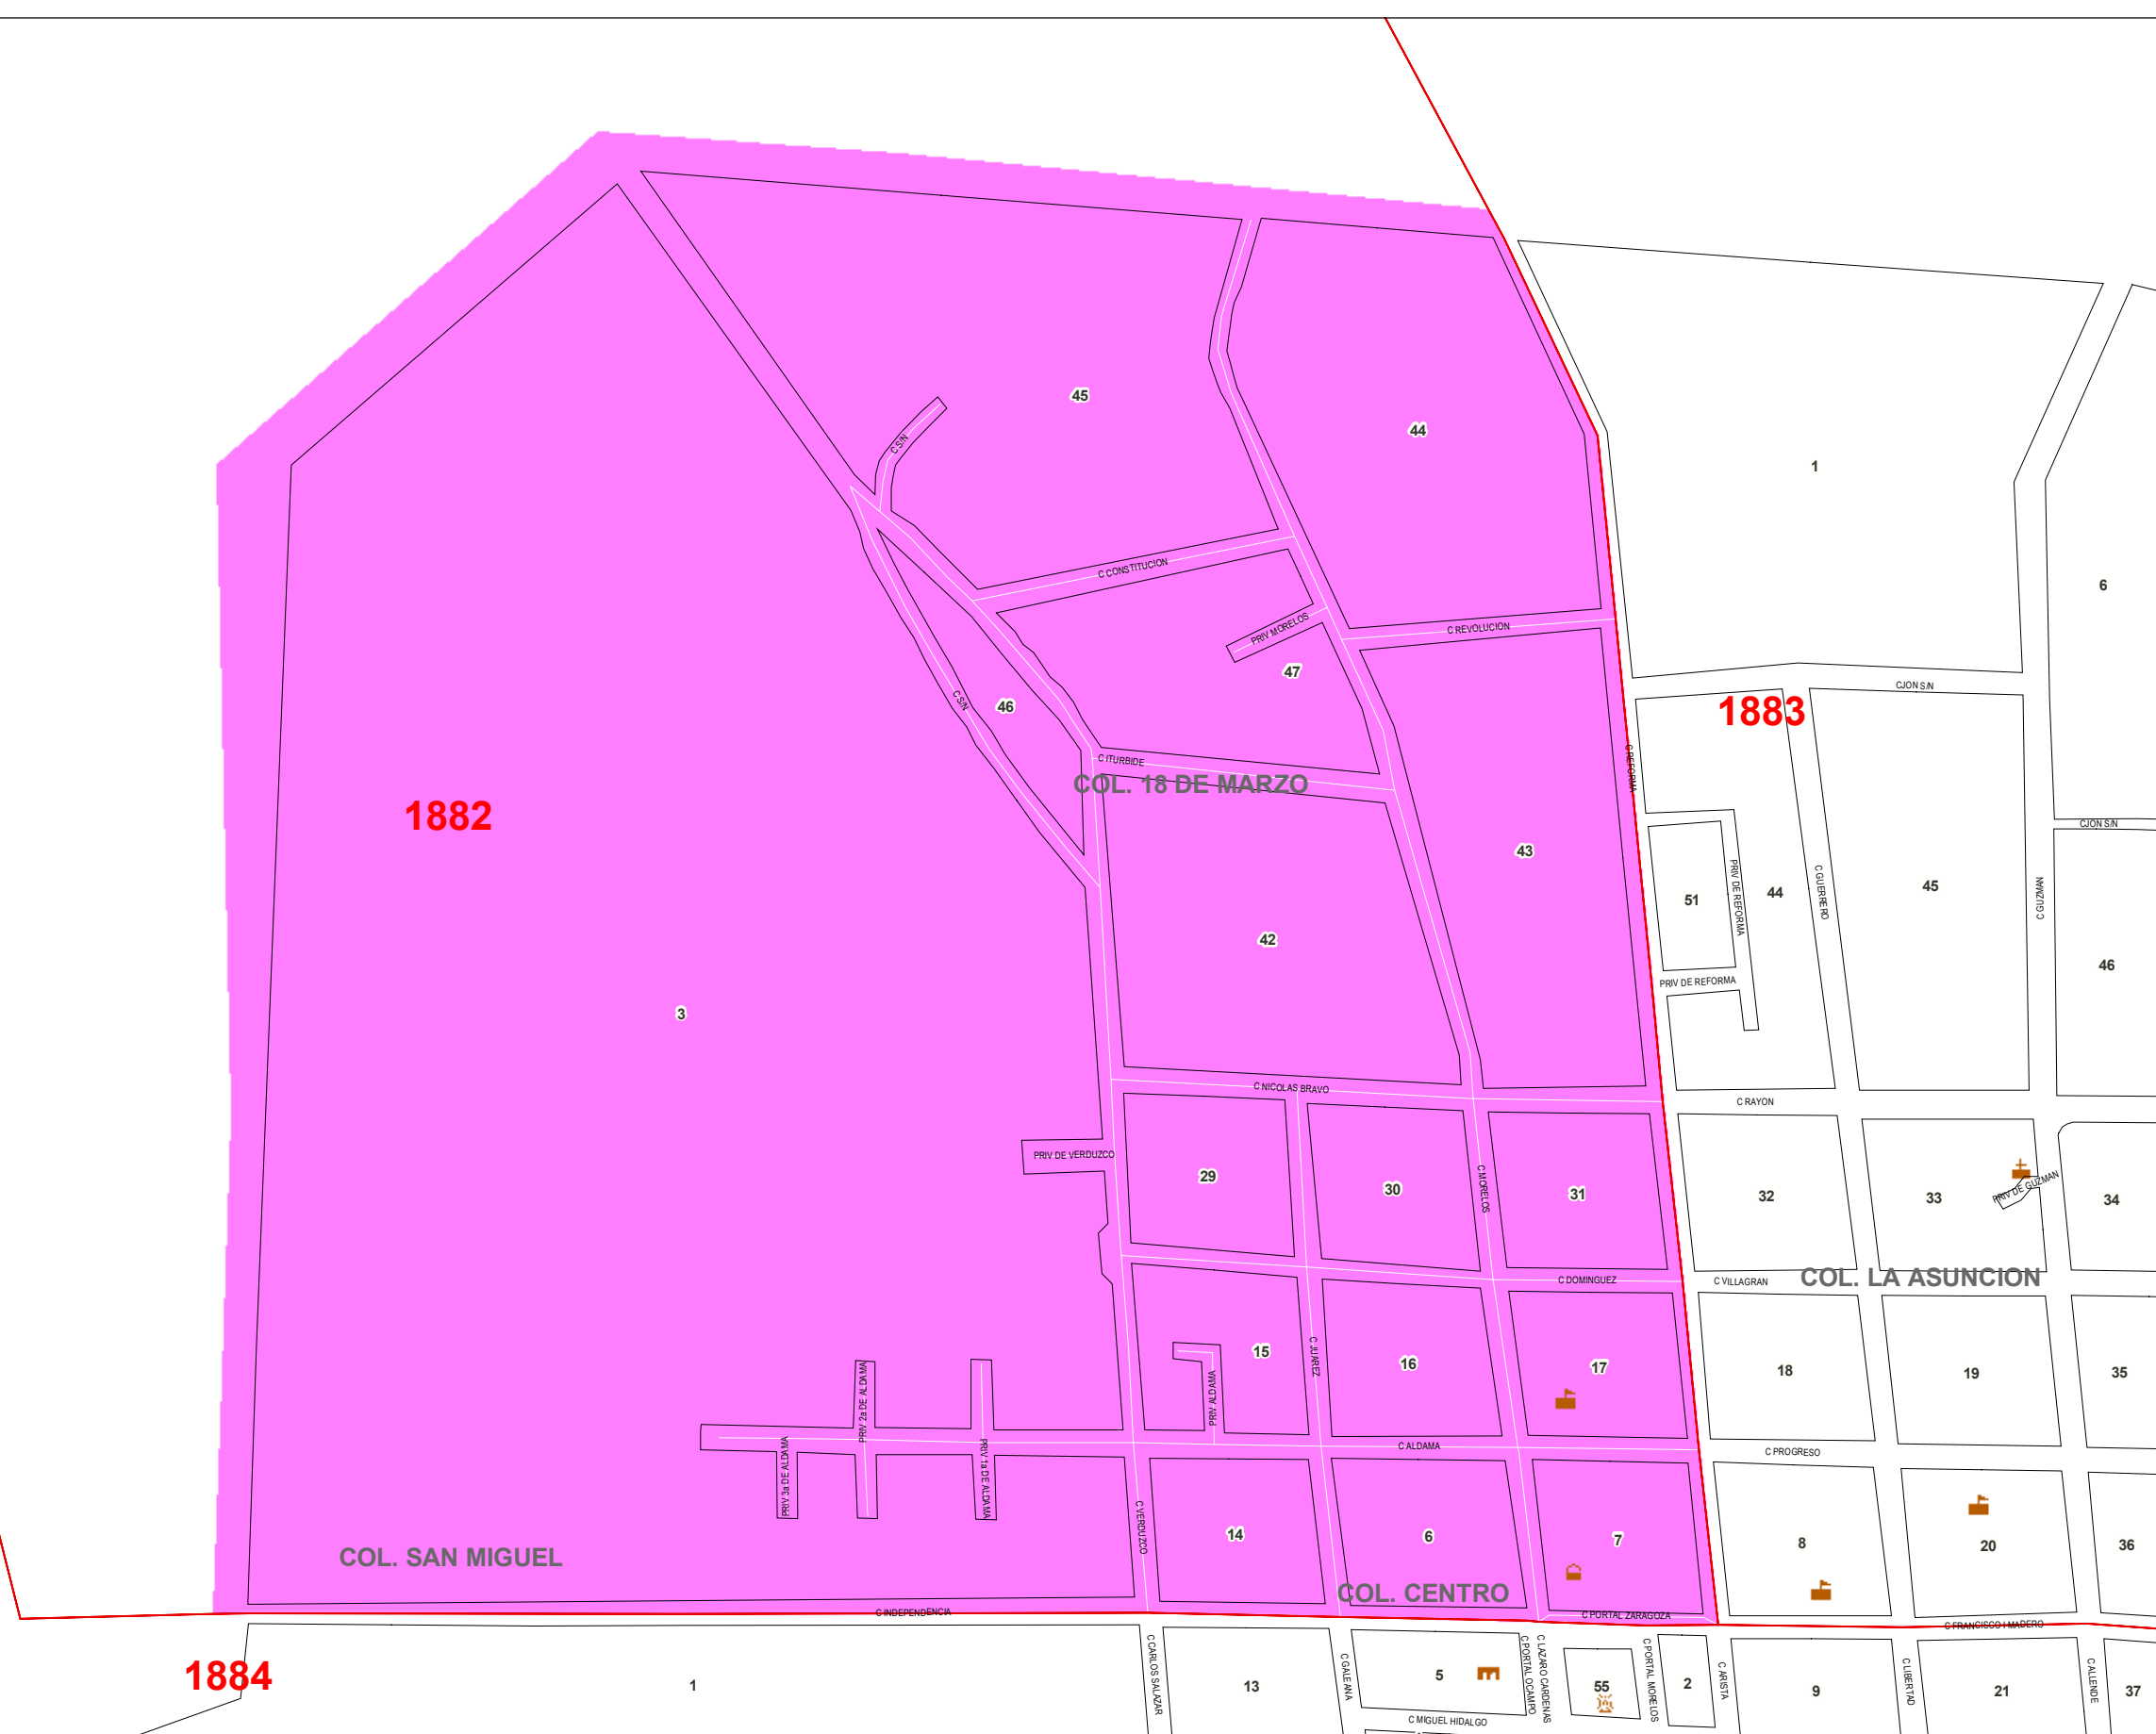 45
44
1
C S/N
C CONSTITUCION
6
PRIV MORELOS
C REVOLUCION
47
CJON S/N
46
C S/N
1883
C ITURBIDE
COL. 18 DE MARZO
C REFORMA
1882
CJON S/N
43
51
PRIV DE REFORMA
44
C GUERRERO
45
C GUZMAN
42
46
PRIV DE REFORMA
3
C NICOLAS BRAVO
C RAYON
PRIV DE VERDUZCO
29
30
C MORELOS
31
32
33
PRIV DE GUZMAN
34
C DOMINGUEZ
C VILLAGRAN
COL. LA ASUNCION
15
C JUAREZ
16
17
18
19
35
PRIV 2a DE ALDAMA
PRIV ALDAMA
C ALDAMA
C PROGRESO
PRIV 3a DE ALDAMA
PRIV 1a DE ALDAMA
C VERDUZCO
14
6
7
8
20
36
COL. SAN MIGUEL
COL. CENTRO
C INDEPENDENCIA
C PORTAL ZARAGOZA
C FRANCISCO I MADERO
1884
1
C CARLOS SALAZAR
13
C GALEANA
5
C PORTAL OCAMPO
C LAZARO CARDENAS
55
C PORTAL MORELOS
2
C ARISTA
9
C LIBERTAD
21
C ALLENDE
37
C MIGUEL HIDALGO